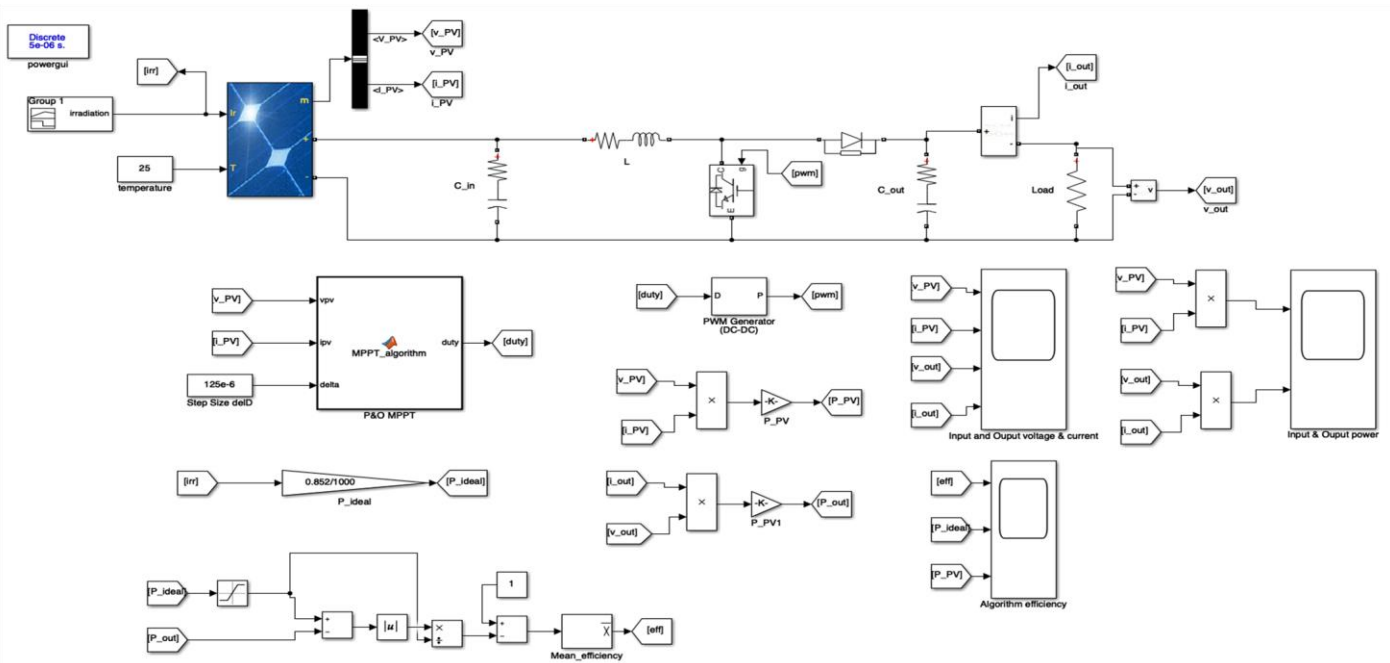 Discrete
5e-06 s.
powergui
[irr]
Group 1
irradiation
25
temperature
Ir
T
m
+
-
<V_PV>
[v_PV]
v_PV
<I_PV>
[i_PV]
i_PV
C_in
L
C
g
E
[pwm]
C_out
+
i
-
[i_out]
i_out
Load
+
-
v
[v_out]
v_out
v_PV]
[i_PV]
125e-6
Step Size delD
vpv
ipv
delta
MPPT_algorithm
duty
P&O MPPT
[duty]
[duty]
D
P
PWM Generator
(DC-DC)
[pwm]
v_PV]
[i_PV]
×
-K-
P_PV
[P_PV]
v_PV]
[i_PV]
[v_out]
[i_out]
Input and Ouput voltage & current
v_PV]
[i_PV]
×
[v_out]
[i_out]
×
Input & Ouput power
[irr]
0.852/1000
P_ideal
[P_ideal]
[i_out]
[v_out]
×
-K-
P_PV1
[P_out]
[eff]
[P_ideal]
[P_PV]
Algorithm efficiency
[P_ideal]
[P_out]
+
−
|u|
×
÷
1
+
−
x̄
Mean_efficiency
[eff]